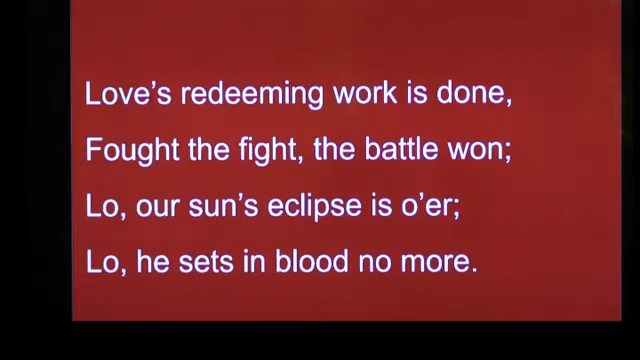 Love’s redeeming work is done,
Fought the fight, the battle won;
Lo, our sun’s eclipse is o’er;
Lo, he sets in blood no more.